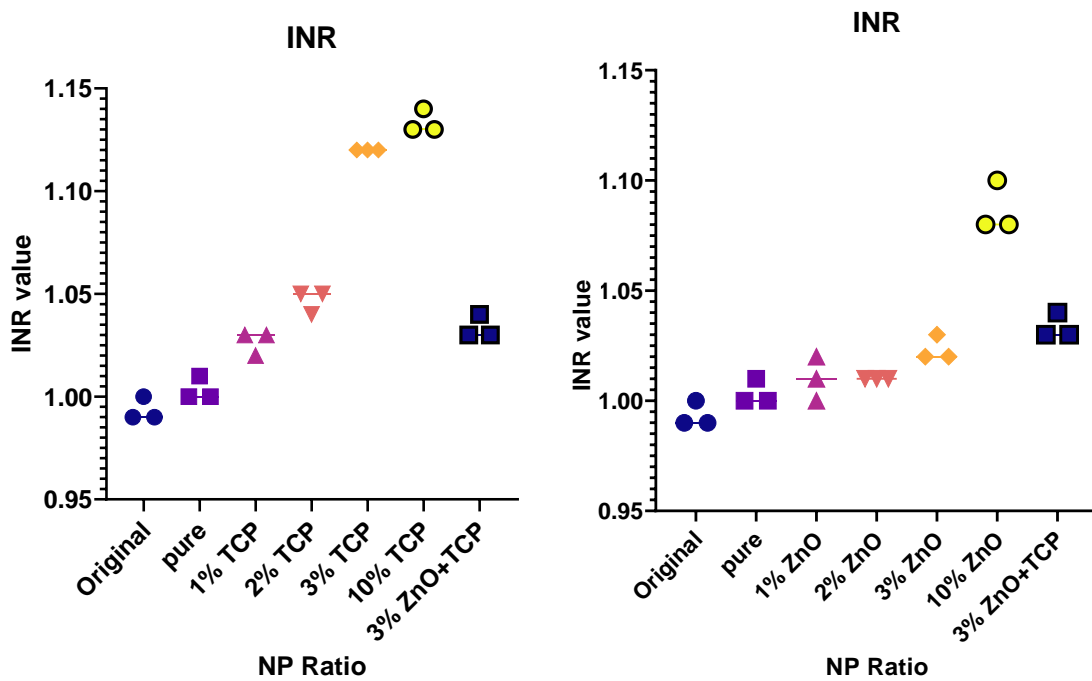 INR
INR value
1.15
1.10
1.05
1.00
0.95
Original
pure
1% TCP
2% TCP
3% TCP
10% TCP
3% ZnO+TCP
NP Ratio
INR
INR value
1.15
1.10
1.05
1.00
0.95
Original
pure
1% ZnO
2% ZnO
3% ZnO
10% ZnO
3% ZnO+TCP
NP Ratio